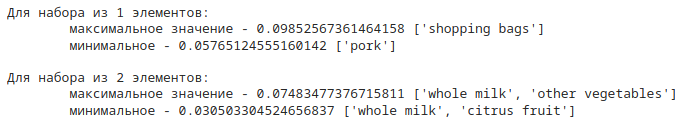 Для набора из 1 элементов:
максимальное значение - 0.09852567361464158 ['shopping bags']
минимальное - 0.05765124555160142 ['pork']
Для набора из 2 элементов:
максимальное значение - 0.07483477376715811 ['whole milk', 'other vegetables']
минимальное - 0.030503304524656837 ['whole milk', 'citrus fruit']